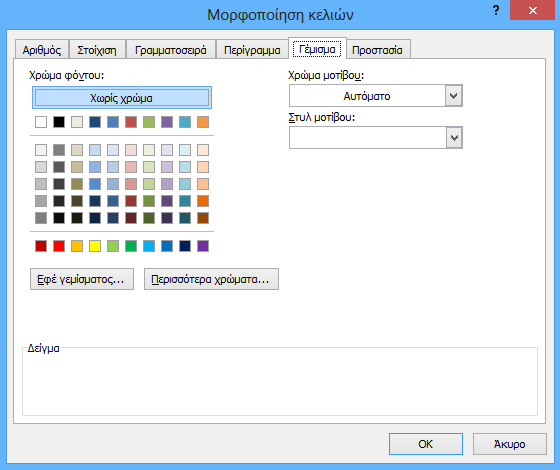 Μορφοποίηση κελιών
?
Αριθμός Στοίχιση Γραμματοσειρά Περίγραμμα Γέμισμα Προστασία
Χρώμα φόντου:
Χωρίς χρώμα
Εφέ γεμίσματος...
Περισσότερα χρώματα...
Χρώμα μοτίβου:
Αυτόματο
Στυλ μοτίβου:
Δείγμα
OK
Άκυρο